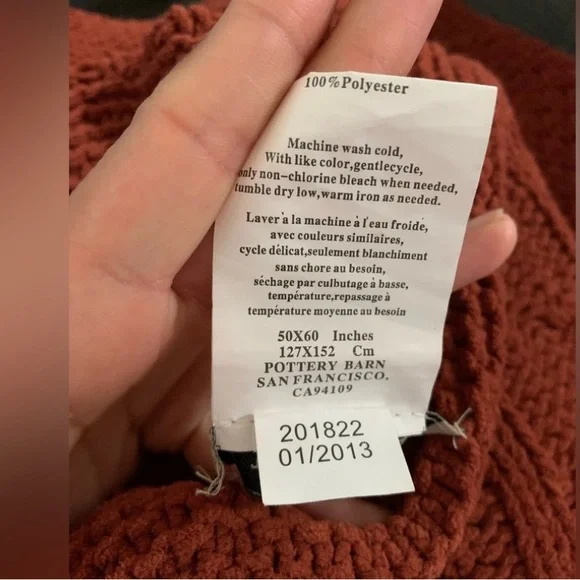 100%Polyester
Machine wash cold,
With like color,gentlecycle,
only non-chlorine bleach when needed,
tumble dry low,warm iron as needed.
Laver à la machine à l'eau froide,
avec couleurs similaires,
cycle délicat,seulement blanchiment
sans chore au besoin,
séchage par culbutage à basse,
température,repassage à
température moyenne au besoin
50X60 Inches
127X152 Cm
POTTERY BARN
SAN FRANCISCO.
CA94109
201822
01/2013